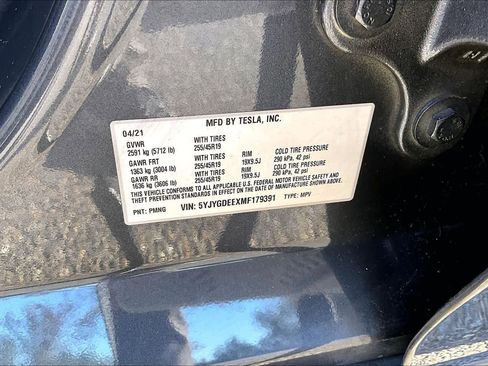 MFD BY TESLA, INC.
04/21
GVWR WITH TIRES RIM COLD TIRE PRESSURE
2591 kg (5712 lb) 255/45R19 19X9.5J 290 kPa, 42 psi
GAWR FRT WITH TIRES RIM COLD TIRE PRESSURE
1363 kg (3004 lb) 255/45R19 19X9.5J 290 kPa, 42 psi
GAWR RR WITH TIRES
1636 kg (3606 lb) 255/45R19
THIS VEHICLE CONFORMS TO ALL APPLICABLE U.S. FEDERAL MOTOR VEHICLE SAFETY AND
THEFT PREVENTION STANDARDS IN EFFECT ON THE DATE OF MANUFACTURE SHOWN ABOVE.
PNT: PMNG VIN: 5YJYGDEEXMF179391 TYPE: MPV